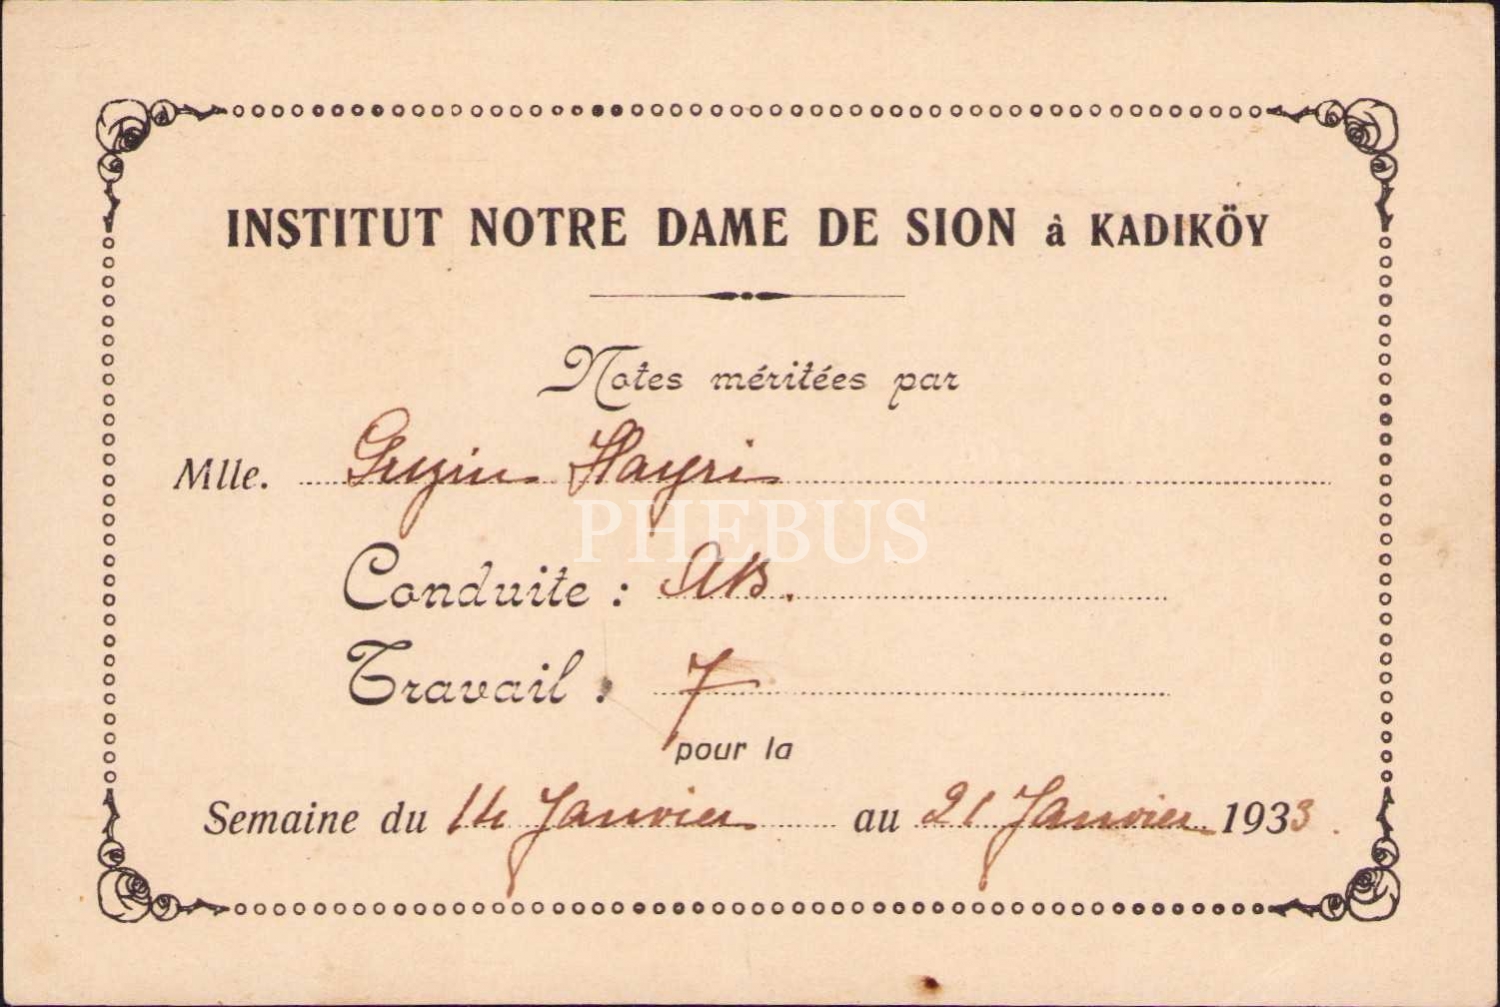 INSTITUT NOTRE DAME DE SION à KADIKÖY
Notes méritées par
Mlle. Guzin Hayri
PHEBUS
Conduite : AB.
Travail : 7
pour la
Semaine du 14 Janvier au 21 Janvier 1933.